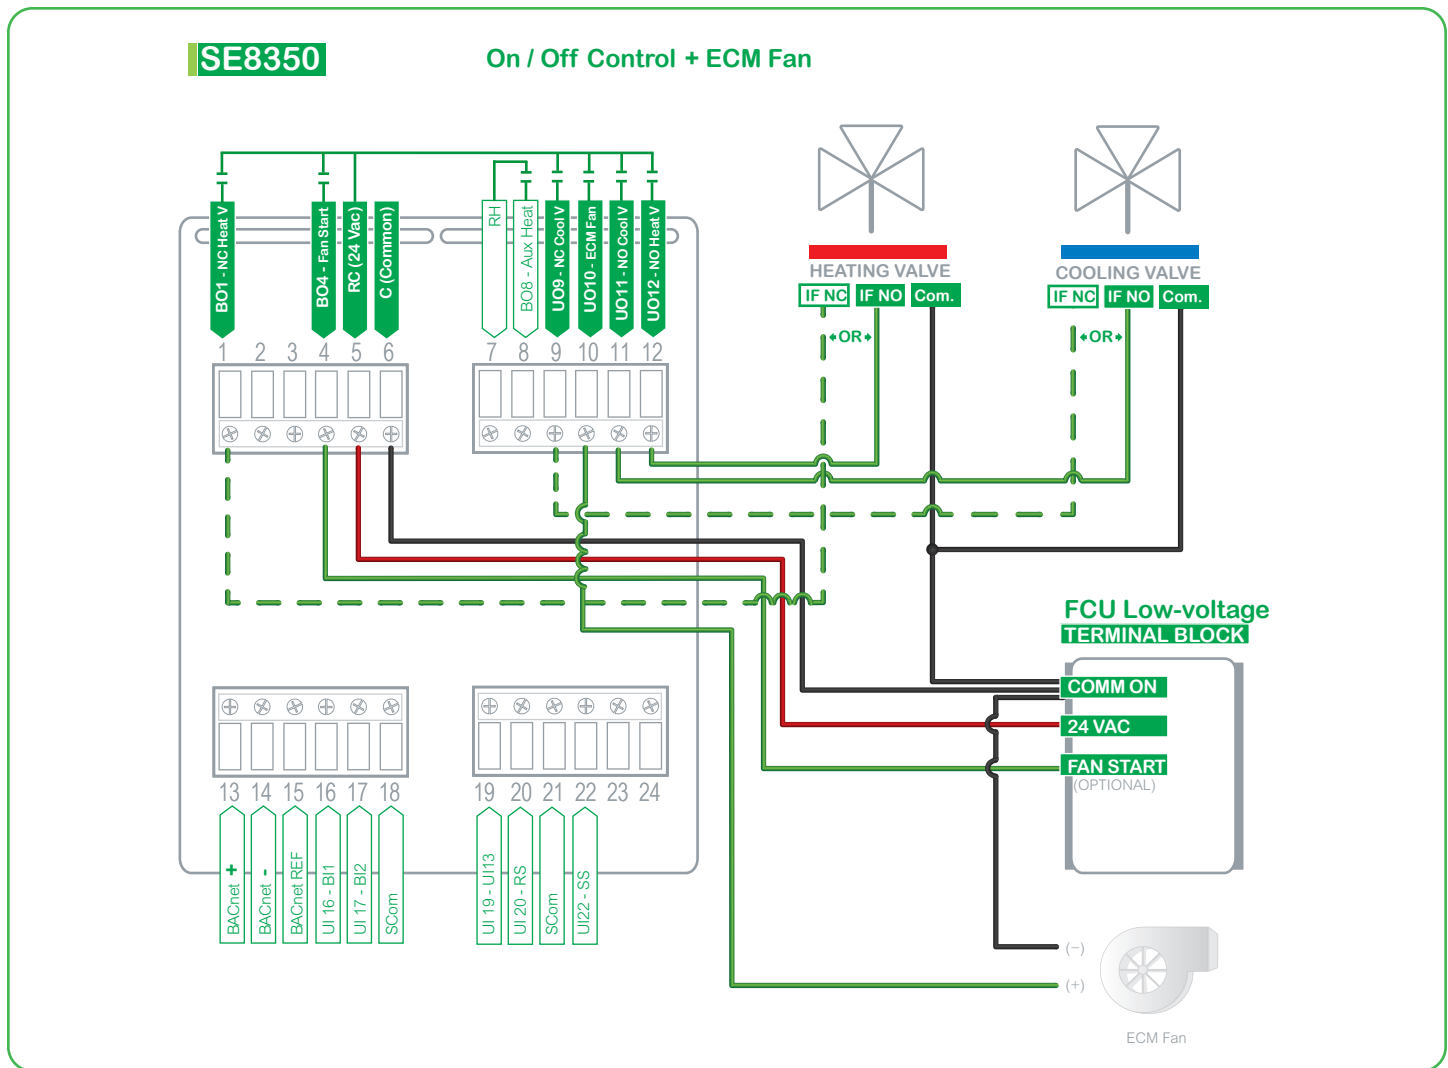 SE8350
On / Off Control + ECM Fan
BO1 - NC Heat V
BO4 - Fan Start
RC (24 Vac)
C (Common)
RH
BO8 - Aux Heat
UO9 - NC Cool V
UO10 - ECM Fan
UO11 - NO Cool V
UO12 - NO Heat V
1 2 3 4 5 6
7 8 9 10 11 12
HEATING VALVE
IF NC IF NO Com.
OR
COOLING VALVE
IF NC IF NO Com.
OR
FCU Low-voltage
TERMINAL BLOCK
COMM ON
24 VAC
FAN START
(OPTIONAL)
13 14 15 16 17 18
19 20 21 22 23 24
BACnet +
BACnet -
BACnet REF
UI 16 - BI1
UI 17 - BI2
SCom
UI 19 - UI13
UI 20 - RS
SCom
UI22 - SS
(−)
(+)
ECM Fan